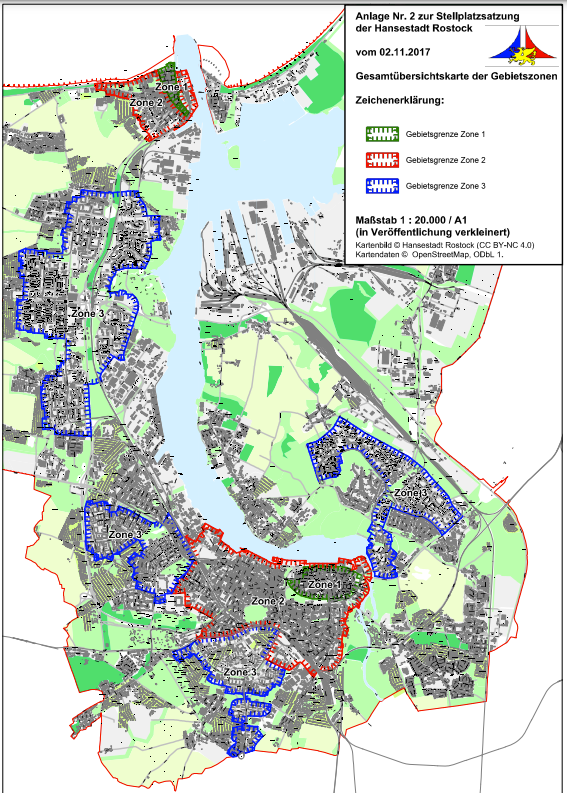 Anlage Nr. 2 zur Stellplatzsatzung
der Hansestadt Rostock
vom 02.11.2017
Gesamtübersichtskarte der Gebietszonen
Zeichenerklärung:
Gebietsgrenze Zone 1
Gebietsgrenze Zone 2
Gebietsgrenze Zone 3
Maßstab 1 : 20.000 / A1
(in Veröffentlichung verkleinert)
Kartenbild © Hansestadt Rostock (CC BY-NC 4.0)
Kartendaten © OpenStreetMap, ODbL 1.
Zone 1
Zone 2
Zone 3
Zone 3
Zone 3
Zone 1
Zone 2
Zone 3